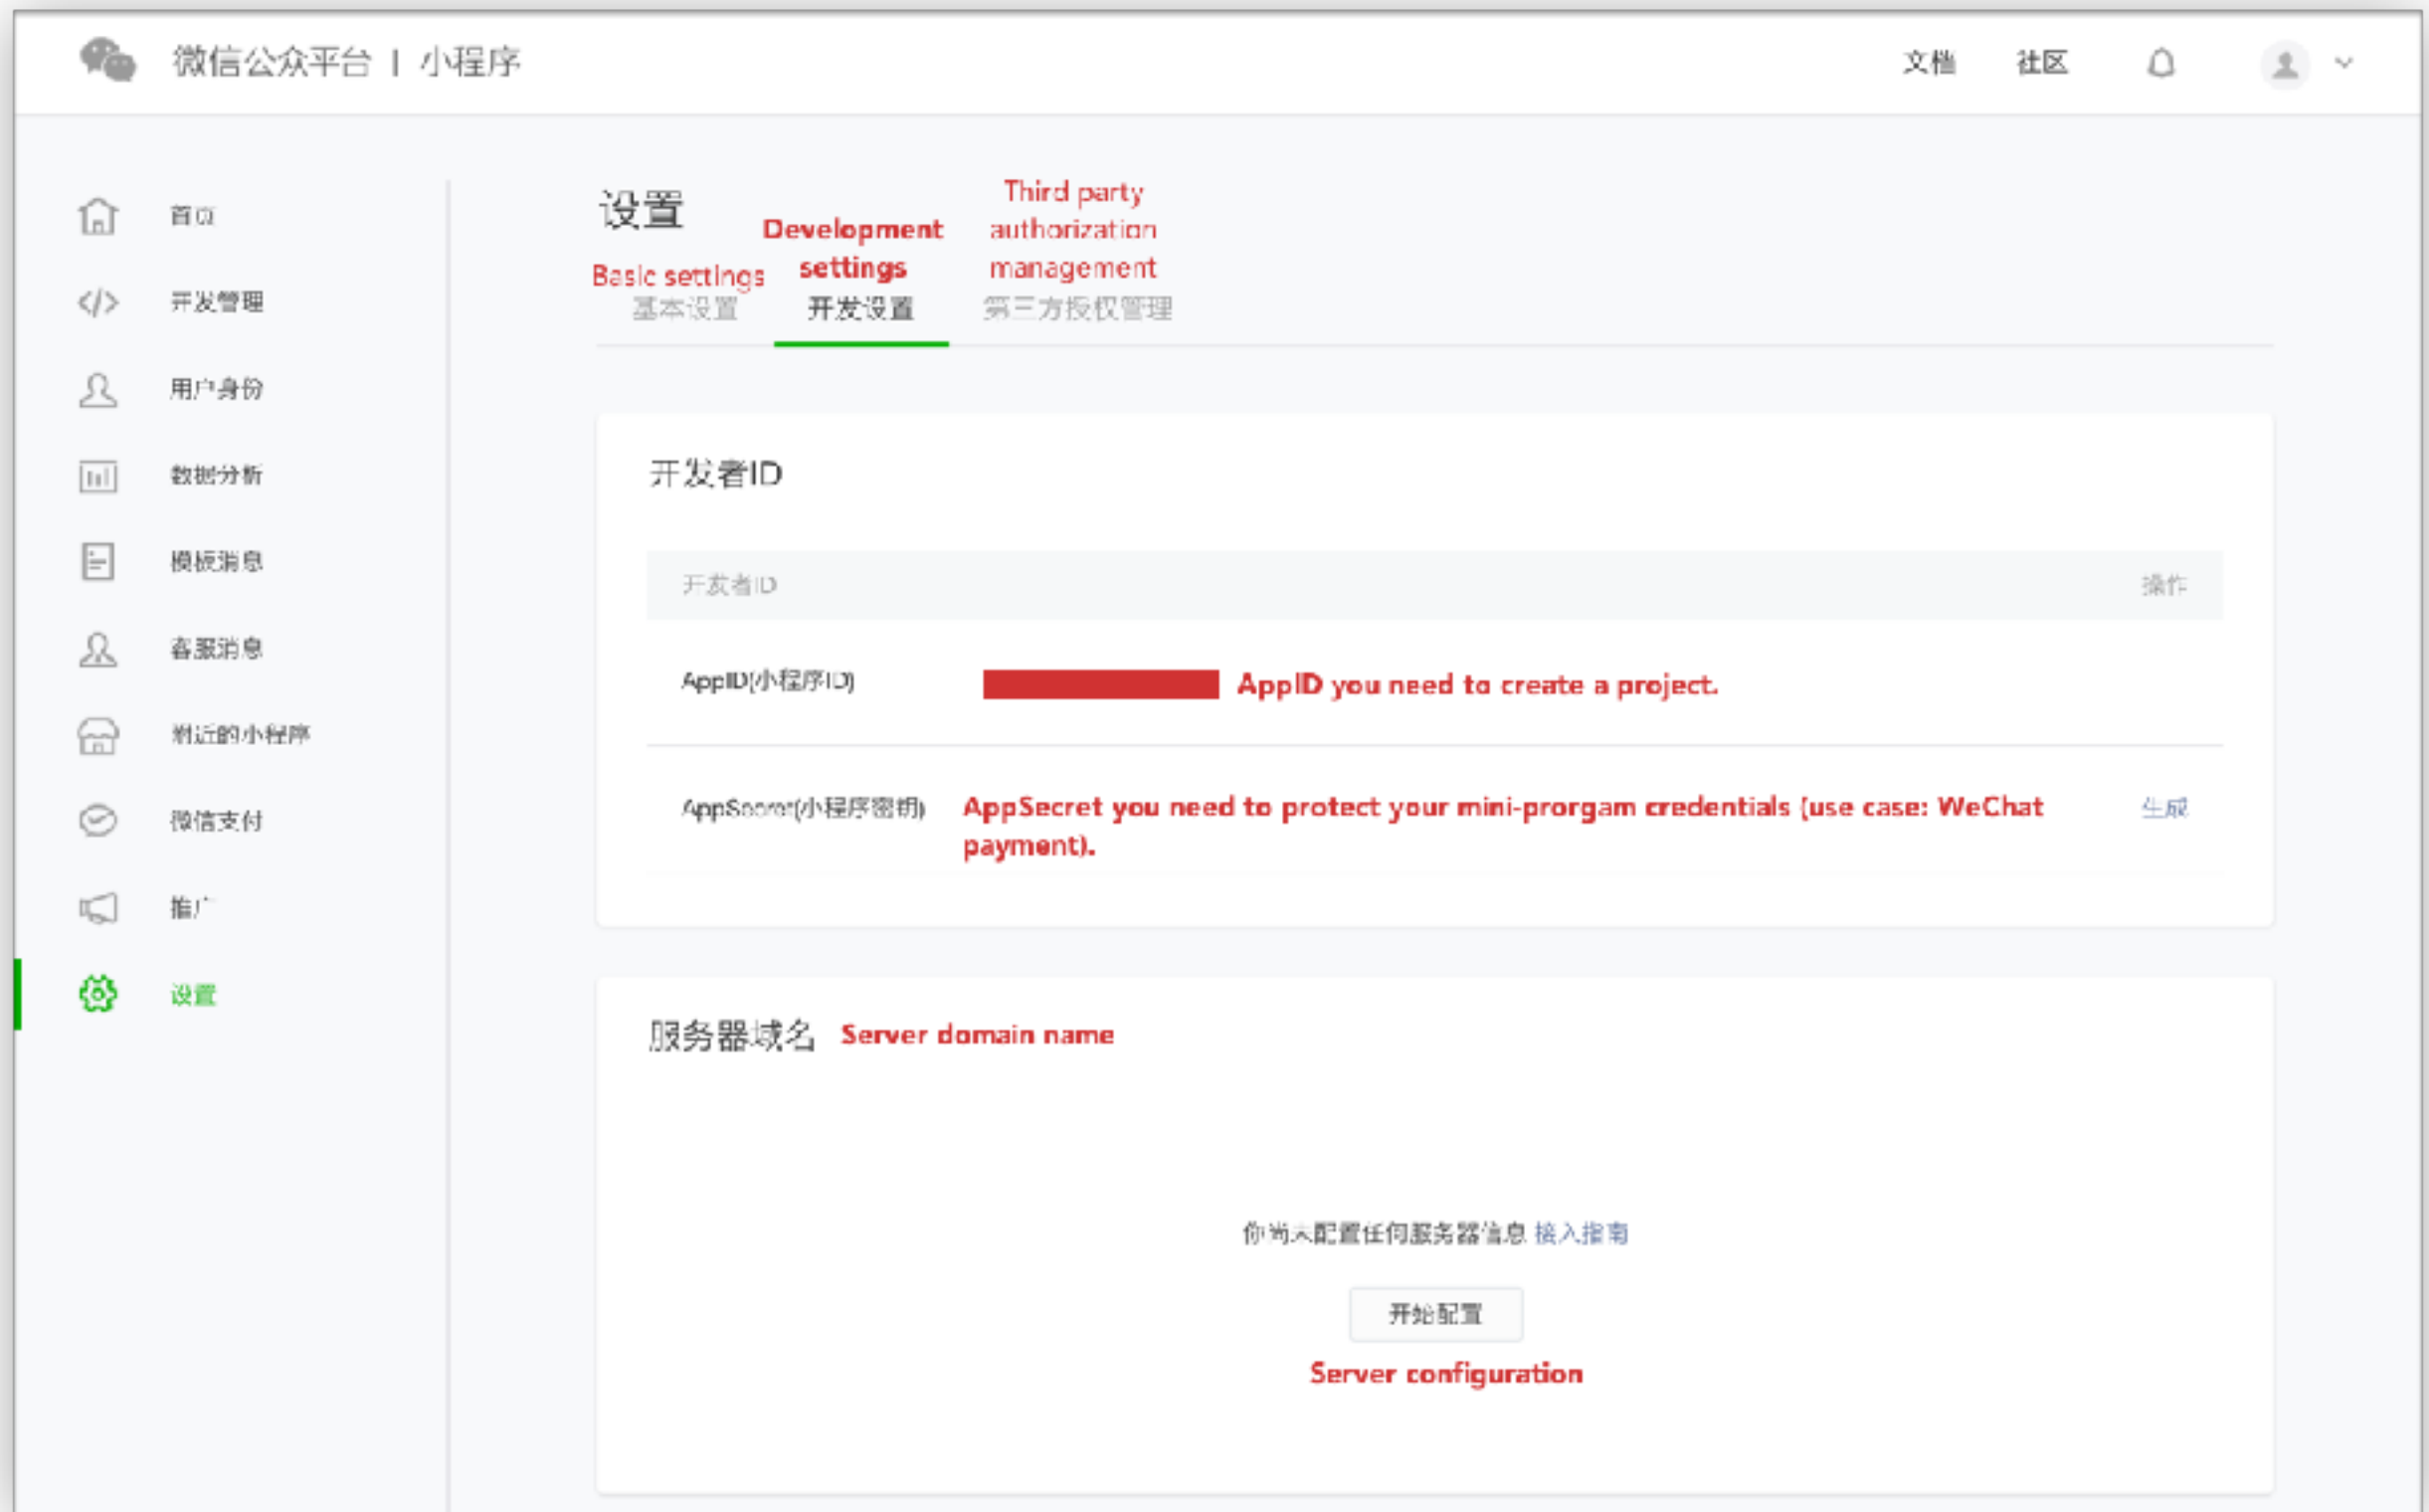 微信公众平台 | 小程序
文档
社区
首页
开发管理
用户身份
数据分析
模板消息
客服消息
附近的小程序
微信支付
推广
设置
设置
Basic settings
Development
settings
Third party
authorization
management
基本设置
开发设置
第三方授权管理
开发者ID
开发者ID
操作
AppID(小程序ID)
AppID you need to create a project.
AppSecret(小程序密钥)
AppSecret you need to protect your mini-prorgam credentials (use case: WeChat
payment).
生成
服务器域名
Server domain name
你尚未配置任何服务器信息 接入指南
开始配置
Server configuration